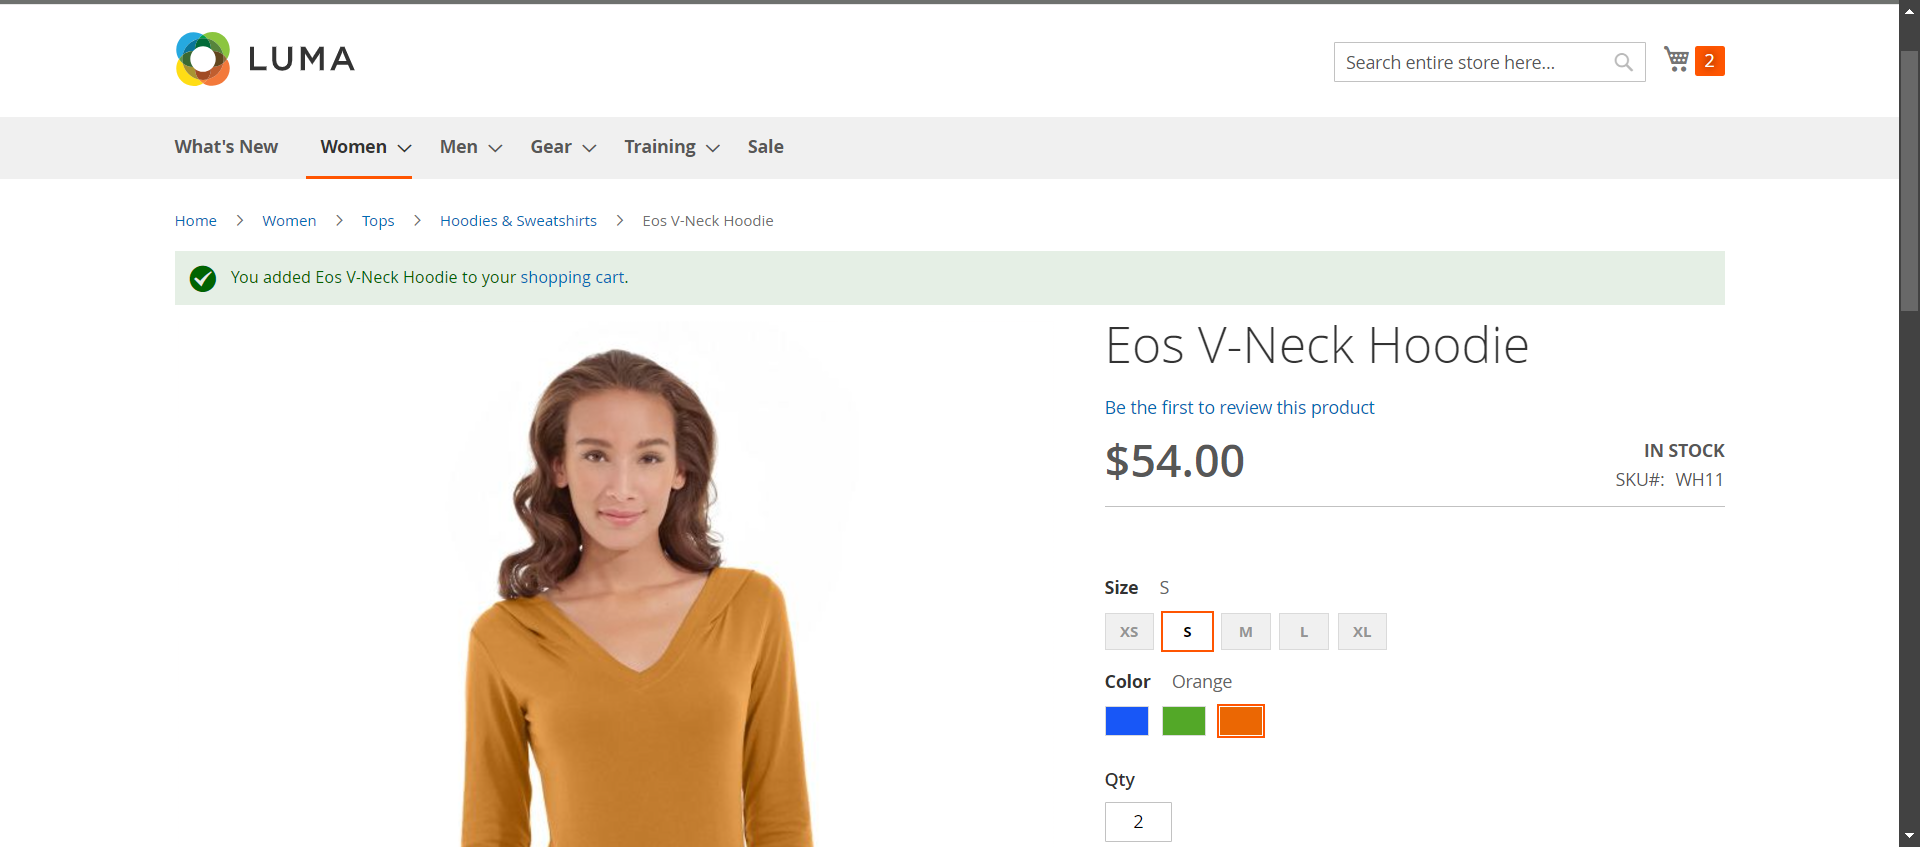 LUMA
Search entire store here...
2
What's New Women Men Gear Training Sale
Home Women Tops Hoodies & Sweatshirts Eos V-Neck Hoodie
You added Eos V-Neck Hoodie to your shopping cart.
Eos V-Neck Hoodie
Be the first to review this product
$54.00
IN STOCK
SKU#: WH11
Size S
XS S M L XL
Color Orange
Qty
2